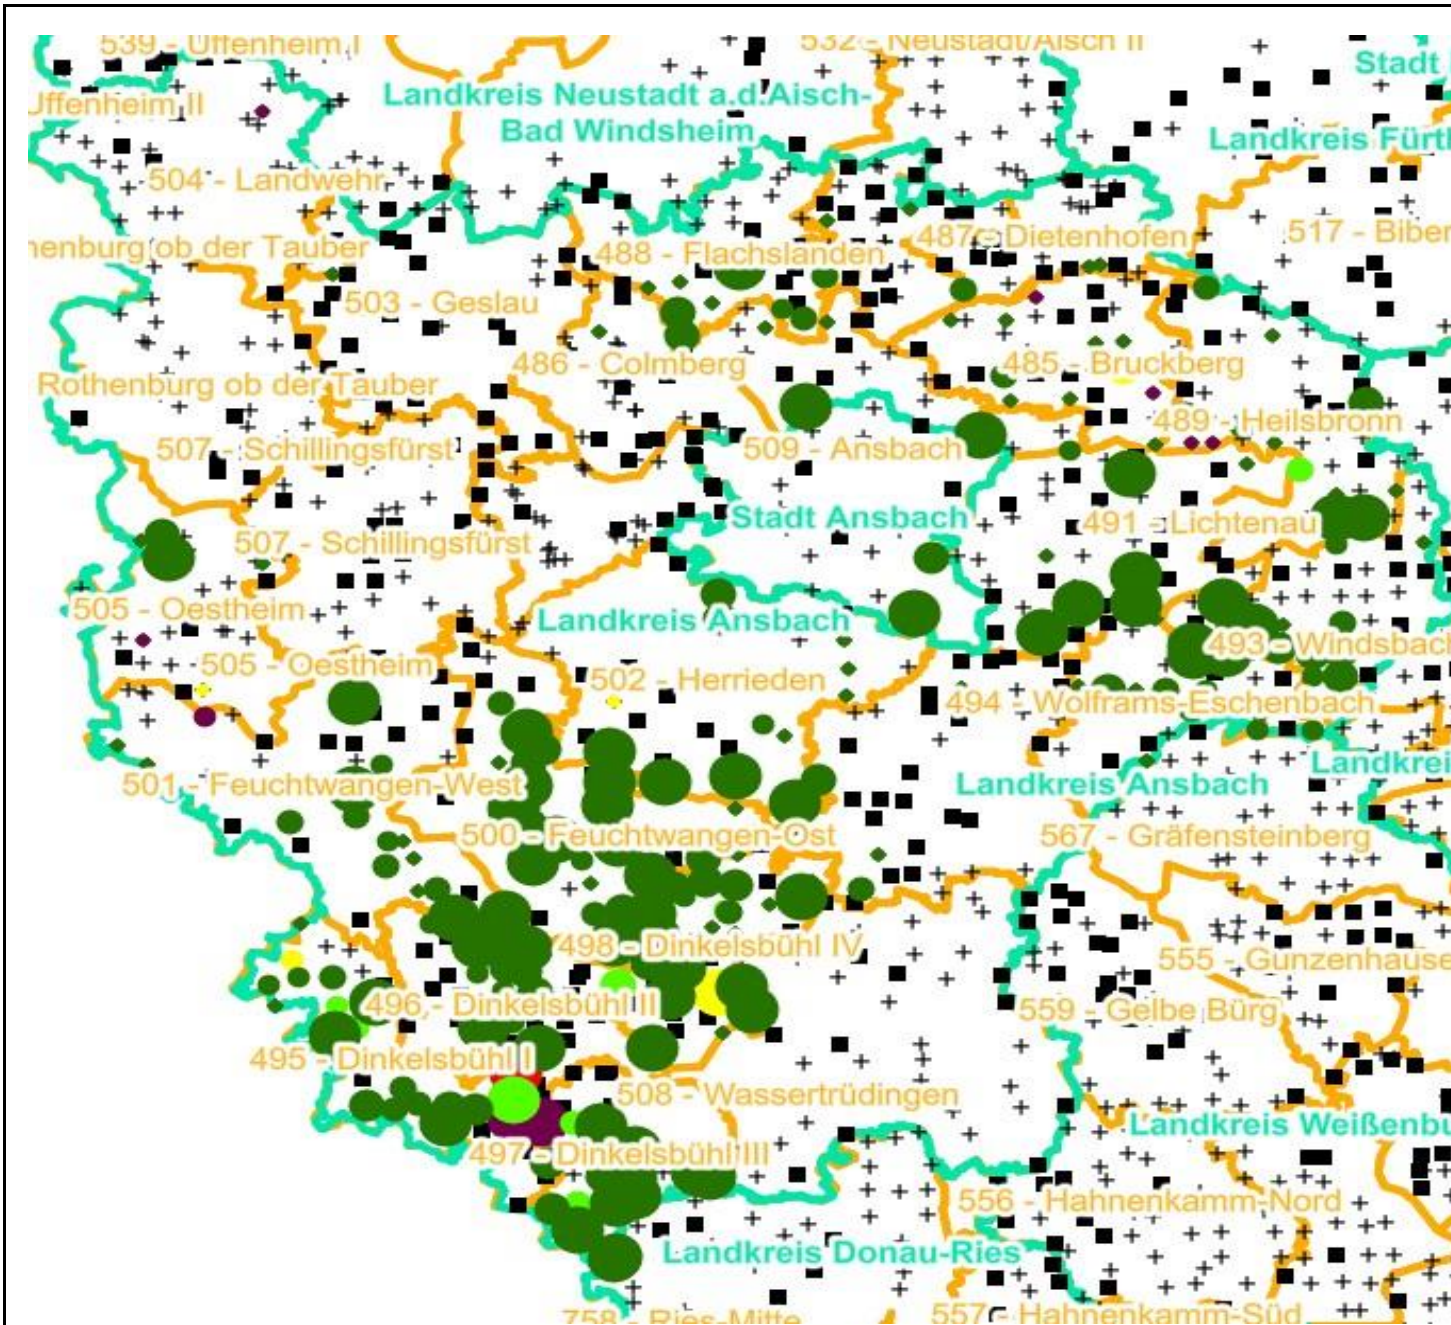 539 - Uffenheim I
532 - Neustadt/Aisch II
Stadt
Uffenheim II
Landkreis Neustadt a.d.Aisch-
Bad Windsheim
Landkreis Fürth
504 - Landwehr
henburg ob der Tauber
488 - Flachslanden
487 - Dietenhofen
517 - Biber
503 - Geslau
486 - Colmberg
485 - Bruckberg
Rothenburg ob der Tauber
507 - Schillingsfürst
509 - Ansbach
489 - Heilsbronn
Stadt Ansbach
491 - Lichtenau
507 - Schillingsfürst
505 - Oestheim
Landkreis Ansbach
493 - Windsbach
505 - Oestheim
502 - Herrieden
494 - Wolframs-Eschenbach
501 - Feuchtwangen-West
Landkreis Ansbach
Landkrei
500 - Feuchtwangen-Ost
567 - Gräfensteinberg
498 - Dinkelsbühl IV
555 - Gunzenhause
496 - Dinkelsbühl II
559 - Gelbe Bürg
495 - Dinkelsbühl I
508 - Wassertrüdingen
Landkreis Weißenbu
497 - Dinkelsbühl III
556 - Hahnenkamm-Nord
Landkreis Donau-Ries
758 - Ries-Mitte
557 - Hahnenkamm-Süd